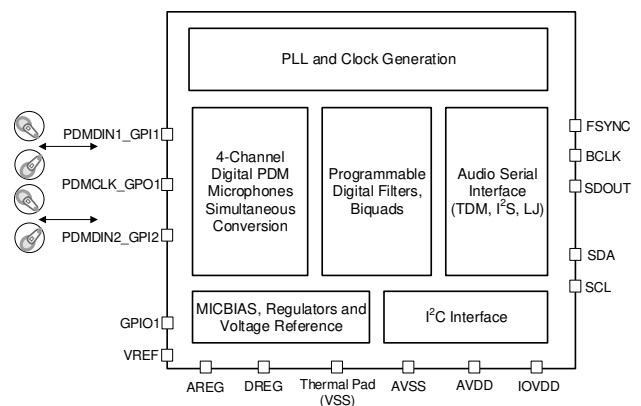 PLL and Clock Generation
PDMDIN1_GPI1
PDMCLK_GPO1
PDMDIN2_GPI2
GPIO1
VREF
4-Channel
Digital PDM
Microphones
Simultaneous
Conversion
Programmable
Digital Filters,
Biquads
Audio Serial
Interface
(TDM, I²S, LJ)
FSYNC
BCLK
SDOUT
SDA
SCL
MICBIAS, Regulators and
Voltage Reference
I²C Interface
AREG
DREG
Thermal Pad
(VSS)
AVSS
AVDD
IOVDD